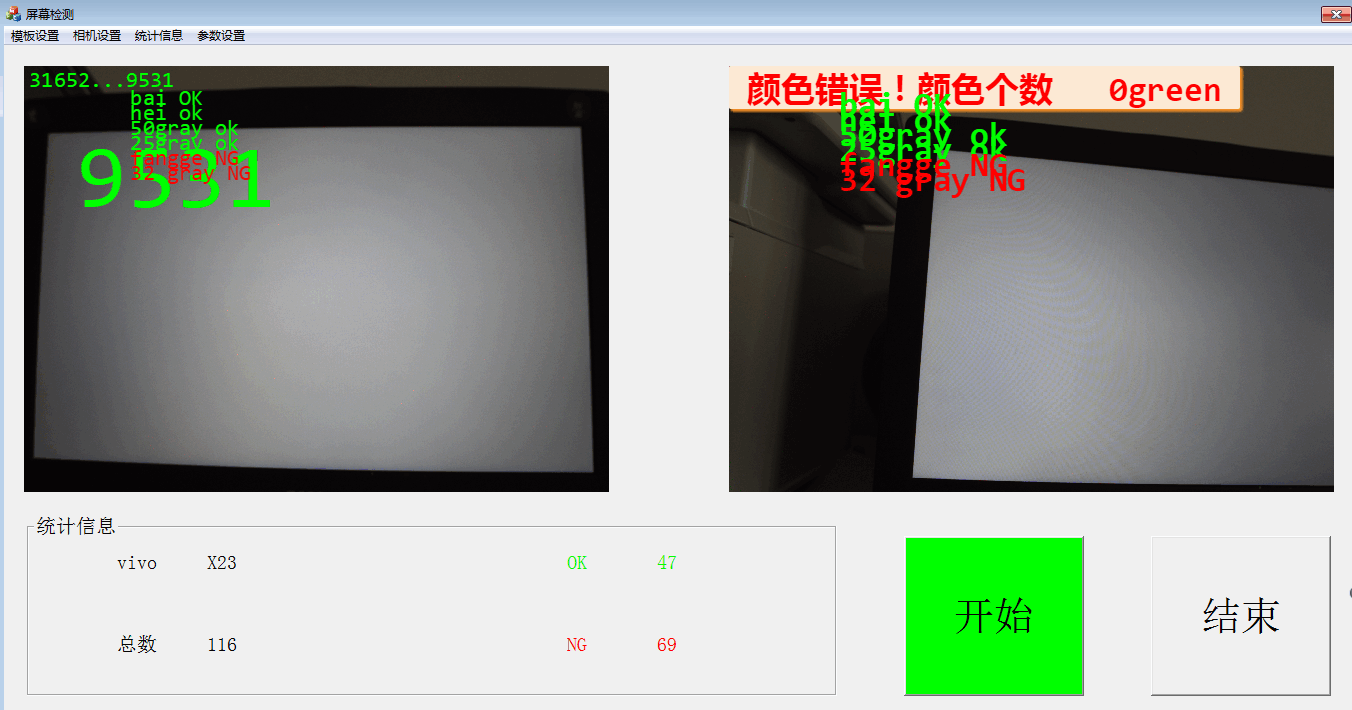 屏幕检测
模板设置 相机设置 统计信息 参数设置
31652...9531
bai OK
hei ok
50gray ok
25gray ok
fangge NG
32 gray NG
9531
颜色错误！颜色个数 0green
bai OK
hei ok
50gray ok
25gray ok
fangge NG
32 gray NG
统计信息
vivo X23 OK 47
总数 116 NG 69
开始
结束